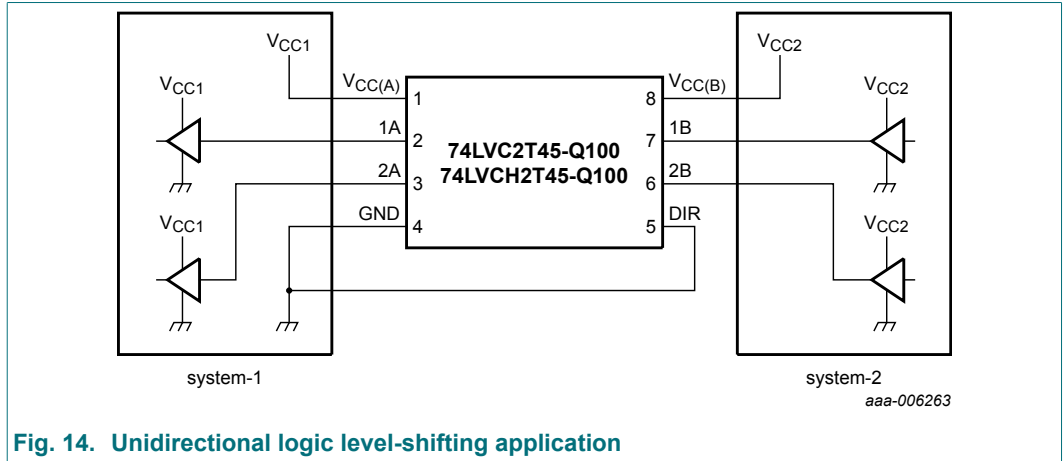 VCC1
VCC2
VCC1
VCC(A)
VCC(B)
VCC2
1
8
1A
1B
2
7
74LVC2T45-Q100
2A
2B
3
6
74LVCH2T45-Q100
VCC1
GND
DIR
VCC2
4
5
system-1
system-2
aaa-006263
Fig. 14. Unidirectional logic level-shifting application